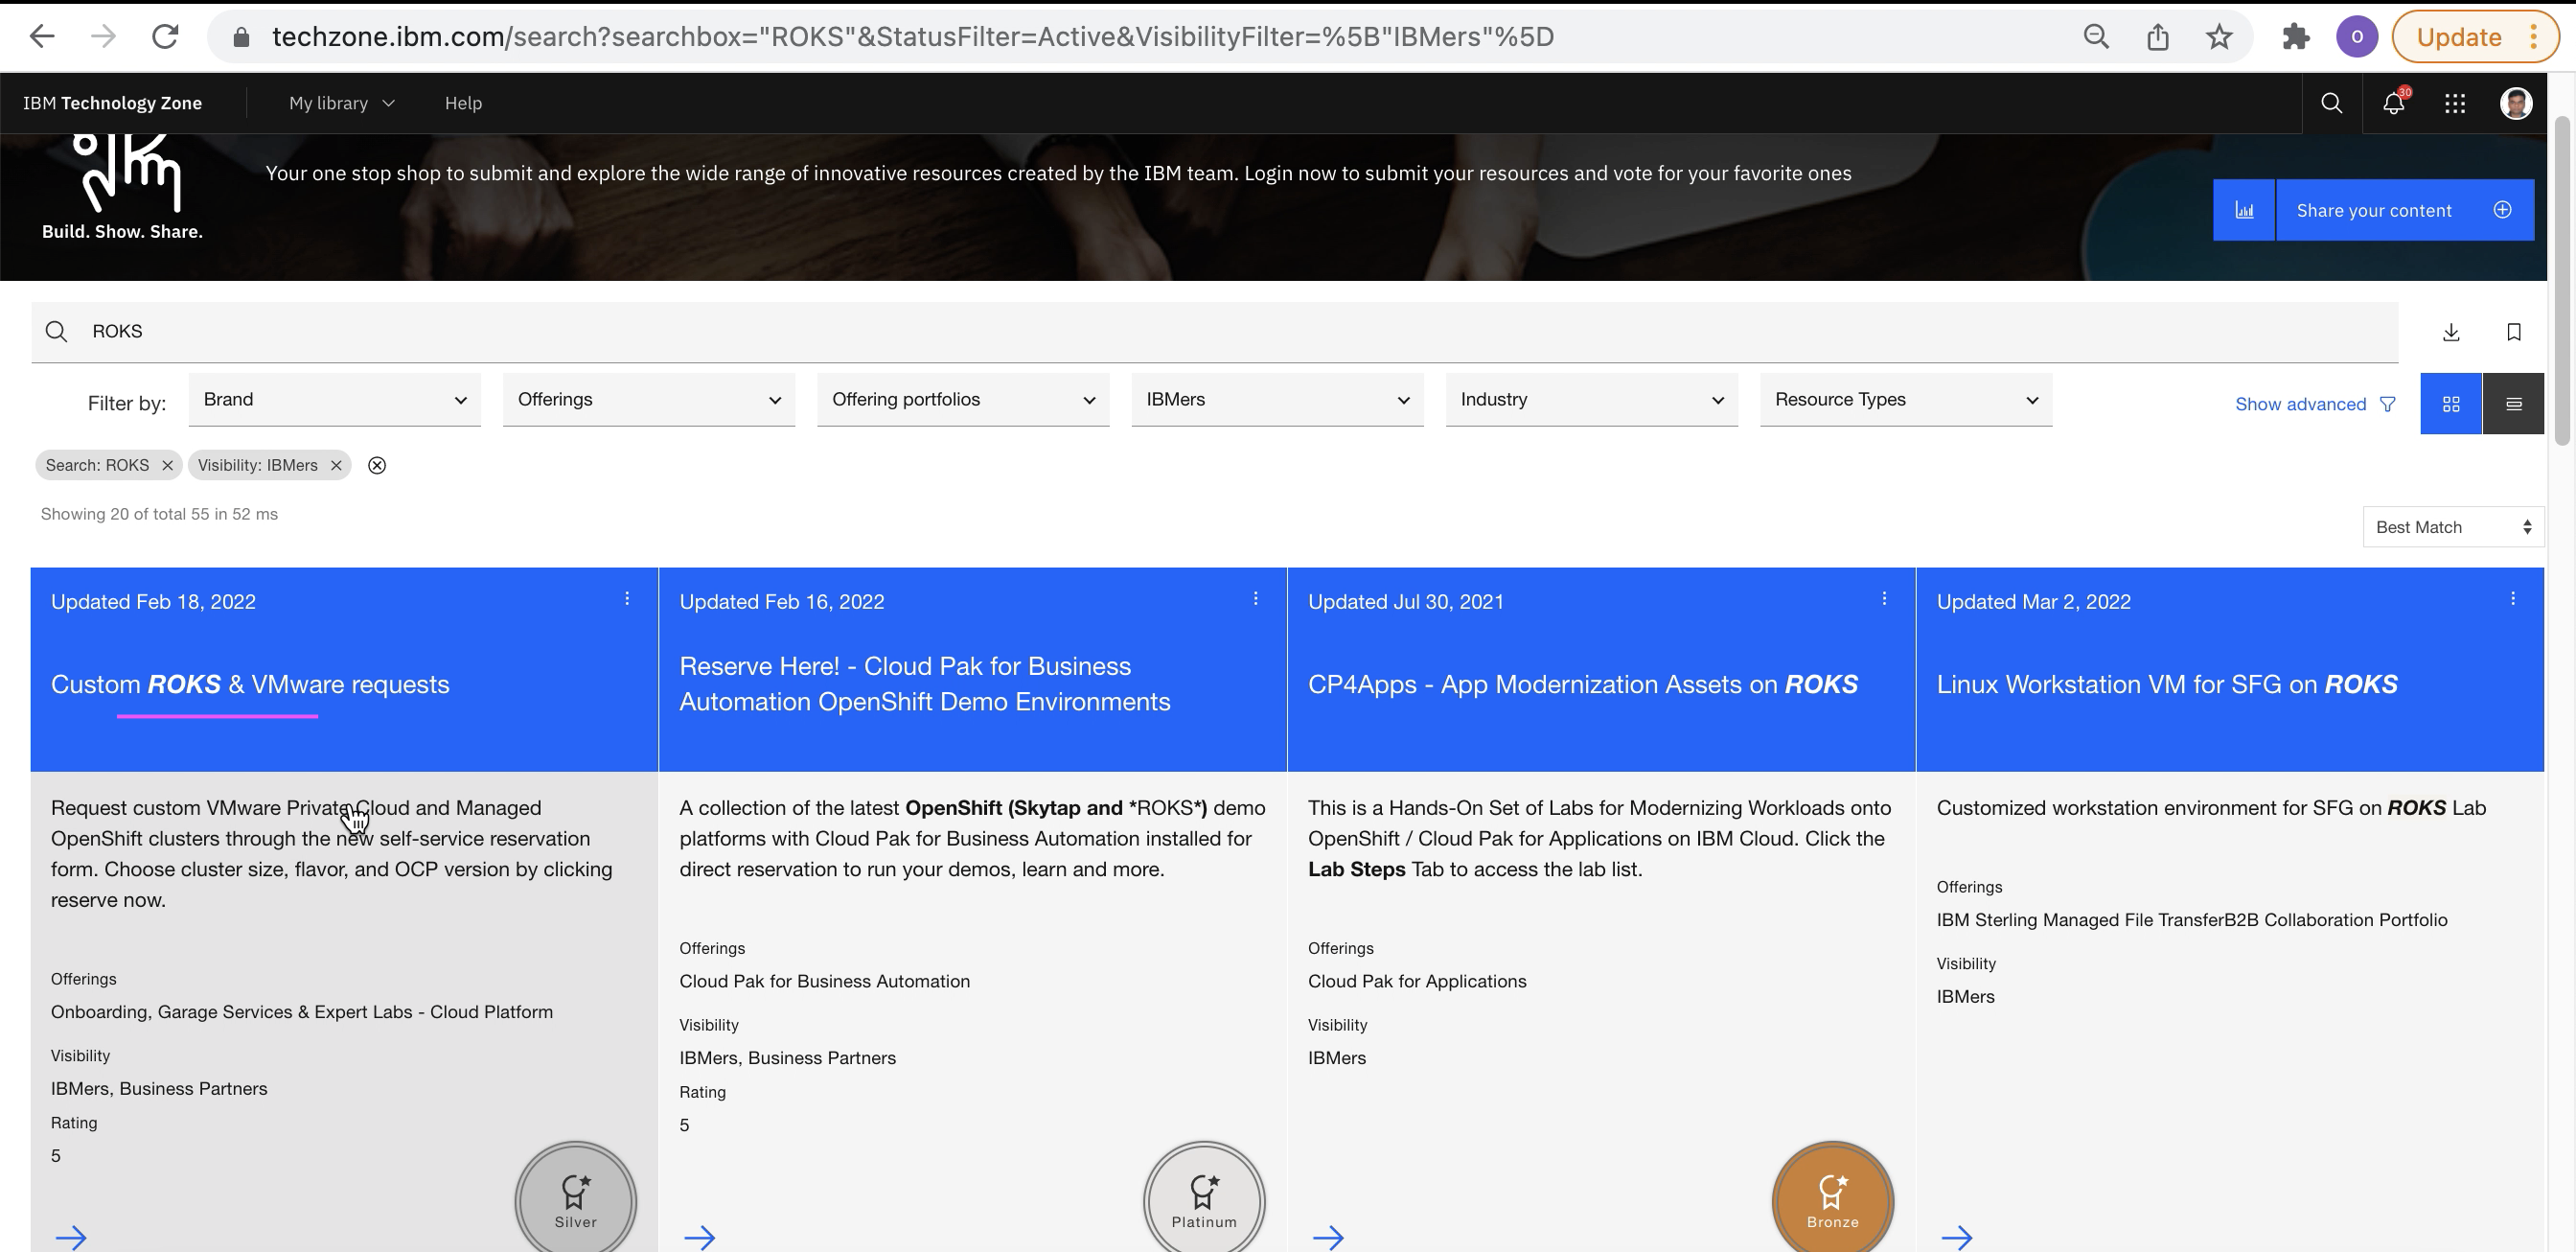 techzone.ibm.com/search?searchbox="ROKS"&StatusFilter=Active&VisibilityFilter=%5B"IBMers"%5D
O
Update
IBM Technology Zone
My library
Help
30
Your one stop shop to submit and explore the wide range of innovative resources created by the IBM team. Login now to submit your resources and vote for your favorite ones
Build. Show. Share.
Share your content
ROKS
Filter by:
Brand
Offerings
Offering portfolios
IBMers
Industry
Resource Types
Show advanced
Search: ROKS
Visibility: IBMers
Showing 20 of total 55 in 52 ms
Best Match
Updated Feb 18, 2022
Custom ROKS & VMware requests
Request custom VMware Private Cloud and Managed
OpenShift clusters through the new self-service reservation
form. Choose cluster size, flavor, and OCP version by clicking
reserve now.
Offerings
Onboarding, Garage Services & Expert Labs - Cloud Platform
Visibility
IBMers, Business Partners
Rating
5
Silver
Updated Feb 16, 2022
Reserve Here! - Cloud Pak for Business
Automation OpenShift Demo Environments
A collection of the latest OpenShift (Skytap and *ROKS*) demo
platforms with Cloud Pak for Business Automation installed for
direct reservation to run your demos, learn and more.
Offerings
Cloud Pak for Business Automation
Visibility
IBMers, Business Partners
Rating
5
Platinum
Updated Jul 30, 2021
CP4Apps - App Modernization Assets on ROKS
This is a Hands-On Set of Labs for Modernizing Workloads onto
OpenShift / Cloud Pak for Applications on IBM Cloud. Click the
Lab Steps Tab to access the lab list.
Offerings
Cloud Pak for Applications
Visibility
IBMers
Bronze
Updated Mar 2, 2022
Linux Workstation VM for SFG on ROKS
Customized workstation environment for SFG on ROKS Lab
Offerings
IBM Sterling Managed File TransferB2B Collaboration Portfolio
Visibility
IBMers